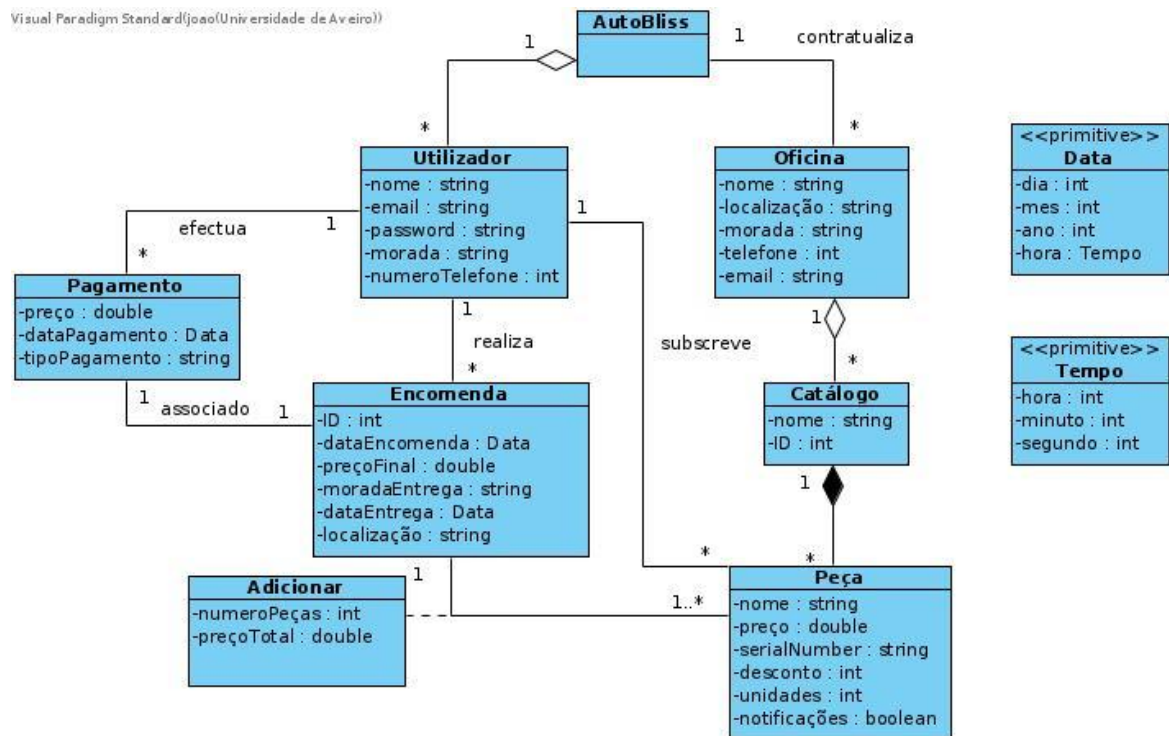 Visual Paradigm Standard(joao(Universidade de Aveiro))
AutoBliss
1
1
contratualiza
*
*
Utilizador
-nome : string
-email : string
-password : string
-morada : string
-numeroTelefone : int
Oficina
-nome : string
-localização : string
-morada : string
-telefone : int
-email : string
<<primitive>>
Data
-dia : int
-mes : int
-ano : int
-hora : Tempo
efectua
1
1
*
Pagamento
-preço : double
-dataPagamento : Data
-tipoPagamento : string
1
realiza
*
subscreve
1
*
<<primitive>>
Tempo
-hora : int
-minuto : int
-segundo : int
Catálogo
-nome : string
-ID : int
1
associado
1
Encomenda
-ID : int
-dataEncomenda : Data
-preçoFinal : double
-moradaEntrega : string
-dataEntrega : Data
-localização : string
1
*
*
1
1..*
Adicionar
-numeroPeças : int
-preçoTotal : double
Peça
-nome : string
-preço : double
-serialNumber : string
-desconto : int
-unidades : int
-notificações : boolean